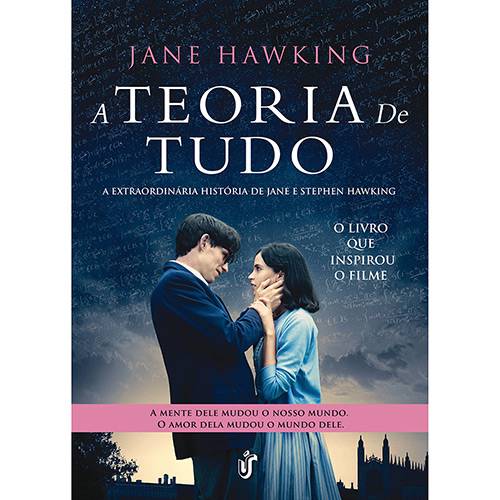 JANE HAWKING
A TEORIA De
TUDO
A EXTRAORDINÁRIA HISTÓRIA DE JANE E STEPHEN HAWKING
O LIVRO
QUE
INSPIROU
O FILME
A MENTE DELE MUDOU O NOSSO MUNDO.
O AMOR DELA MUDOU O MUNDO DELE.